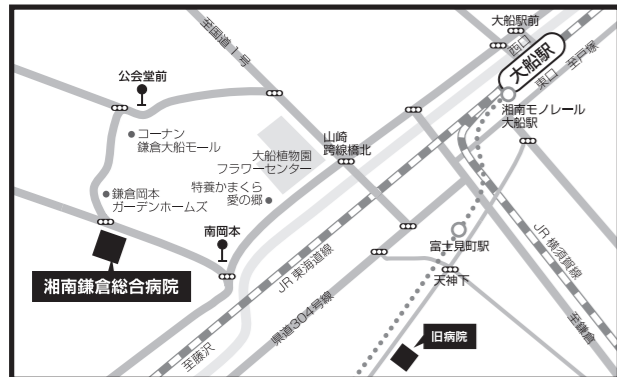 大船駅前
至国道1号
西口
大船駅
東口
至戸塚
公会堂前
湘南モノレール
大船駅
コーナン
鎌倉大船モール
山崎
跨線橋北
大船植物園
フラワーセンター
特養かまくら
愛の郷
鎌倉岡本
ガーデンホームズ
南岡本
富士見町駅
JR東海道線
JR横須賀線
天神下
湘南鎌倉総合病院
県道304号線
至鎌倉
旧病院
至藤沢